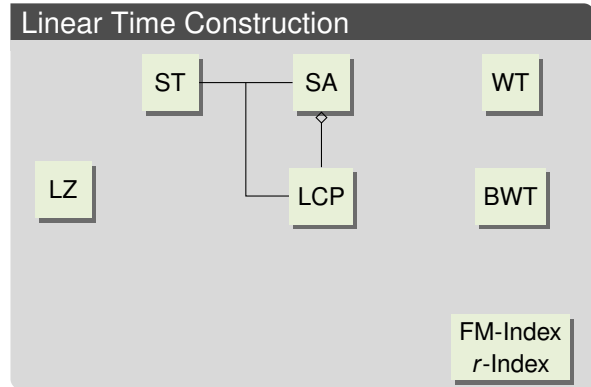 Linear Time Construction
ST
SA
WT
LZ
LCP
BWT
FM-Index
r-Index